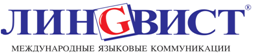 ЛИНGВИСТ®
МЕЖДУНАРОДНЫЕ ЯЗЫКОВЫЕ КОММУНИКАЦИИ